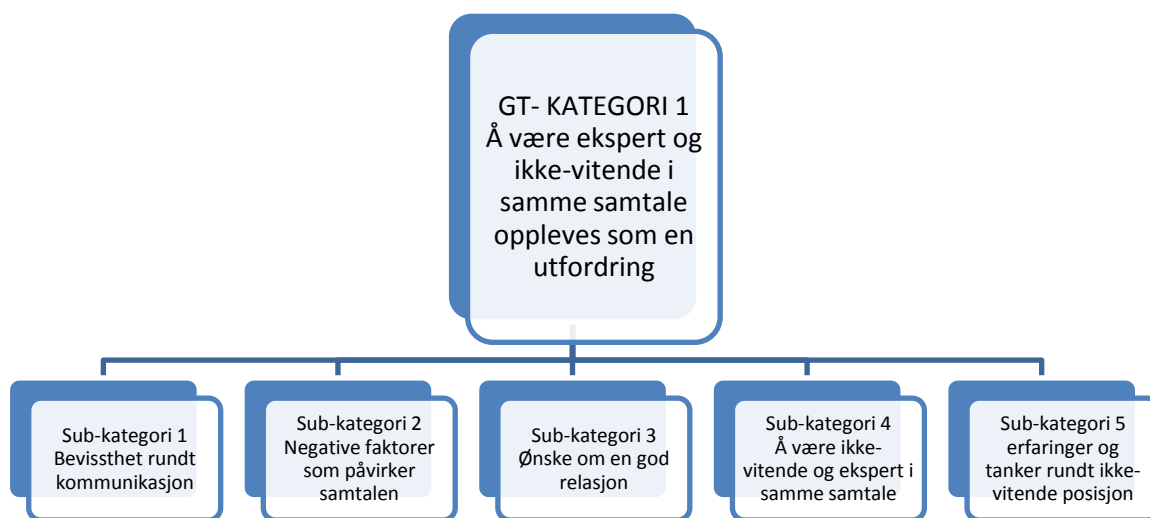 GT- KATEGORI 1
Å være ekspert og
ikke-vitende i
samme samtale
oppleves som en
utfordring
Sub-kategori 1
Bevissthet rundt
kommunikasjon
Sub-kategori 2
Negative faktorer
som påvirker
samtalen
Sub-kategori 3
Ønske om en god
relasjon
Sub-kategori 4
Å være ikke-
vitende og ekspert i
samme samtale
Sub-kategori 5
erfaringer og
tanker rundt ikke-
vitende posisjon